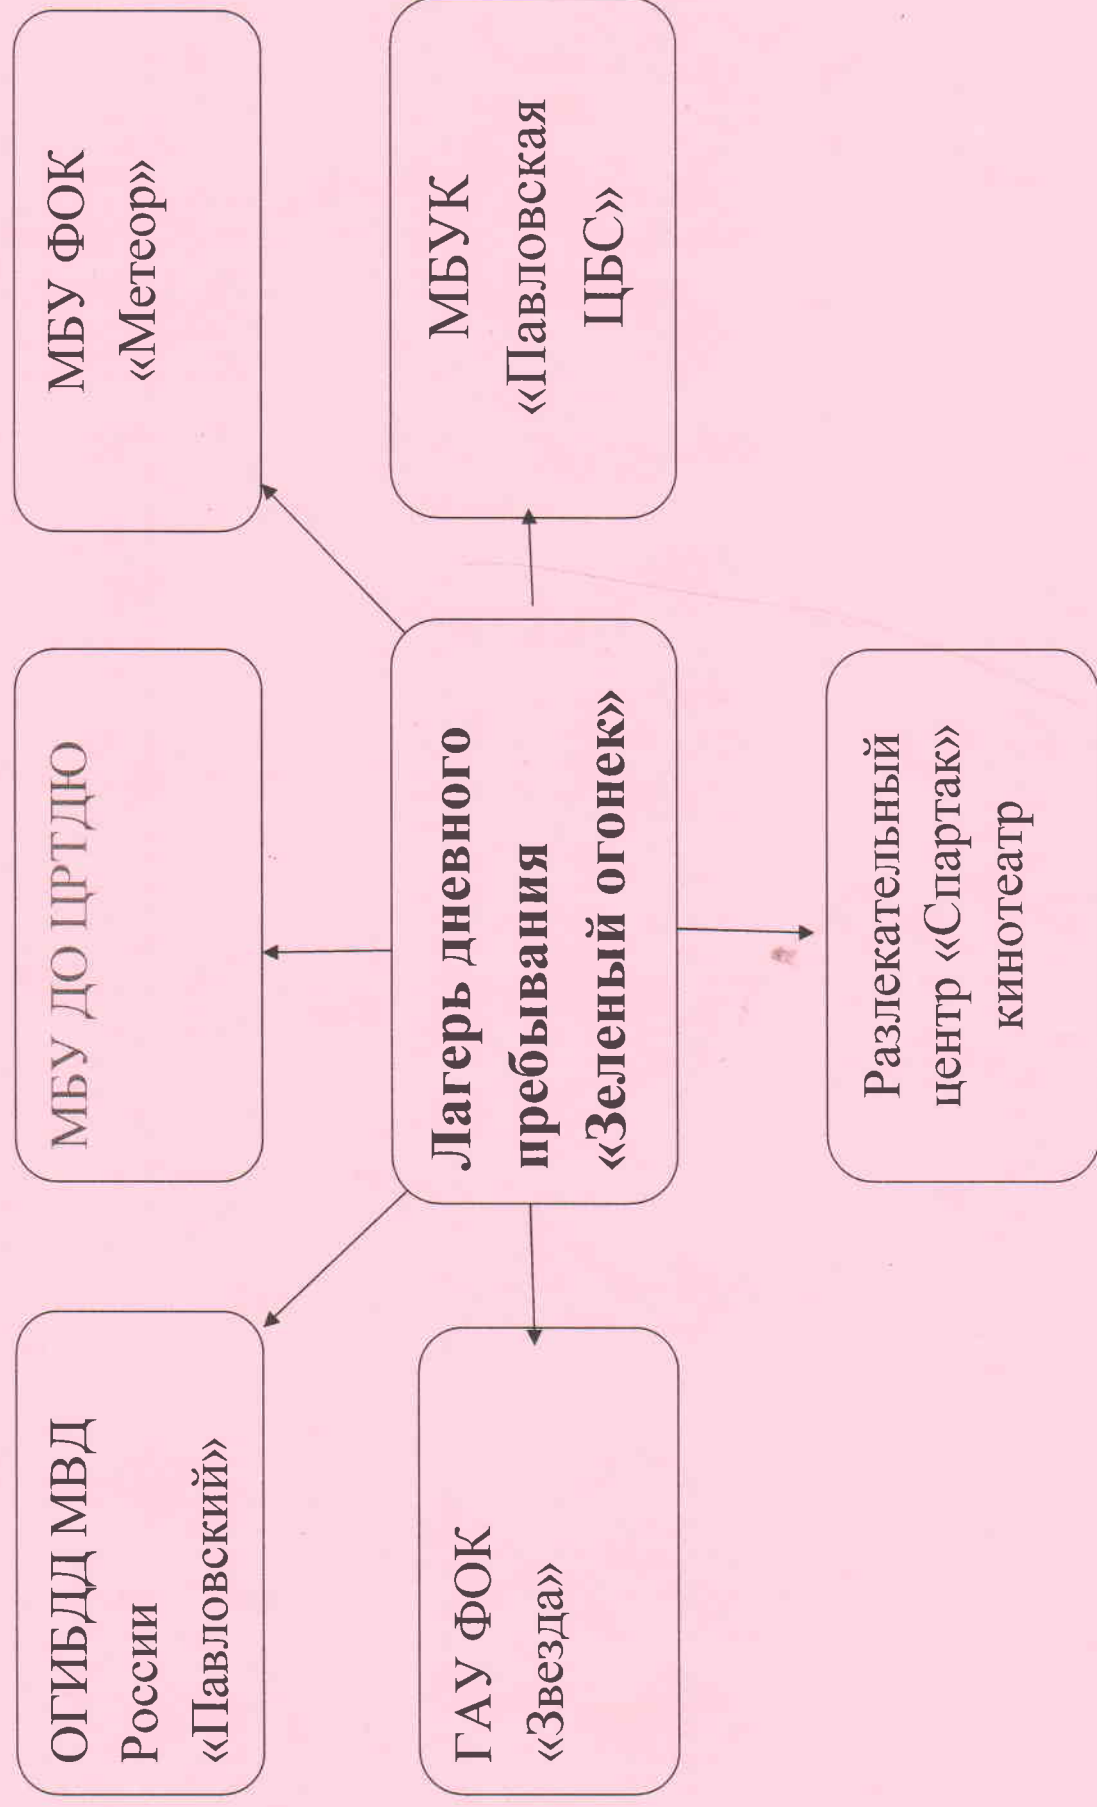 ОГИБДД МВД
России
«Павловский»
МБУ ДО ЦРТДЮ
МБУ ФОК
«Метеор»
ГАУ ФОК
«Звезда»
Лагерь дневного
пребывания
«Зеленый огонек»
МБУК
«Павловская
ЦБС»
Разлекательный
центр «Спартак»
кинотеатр